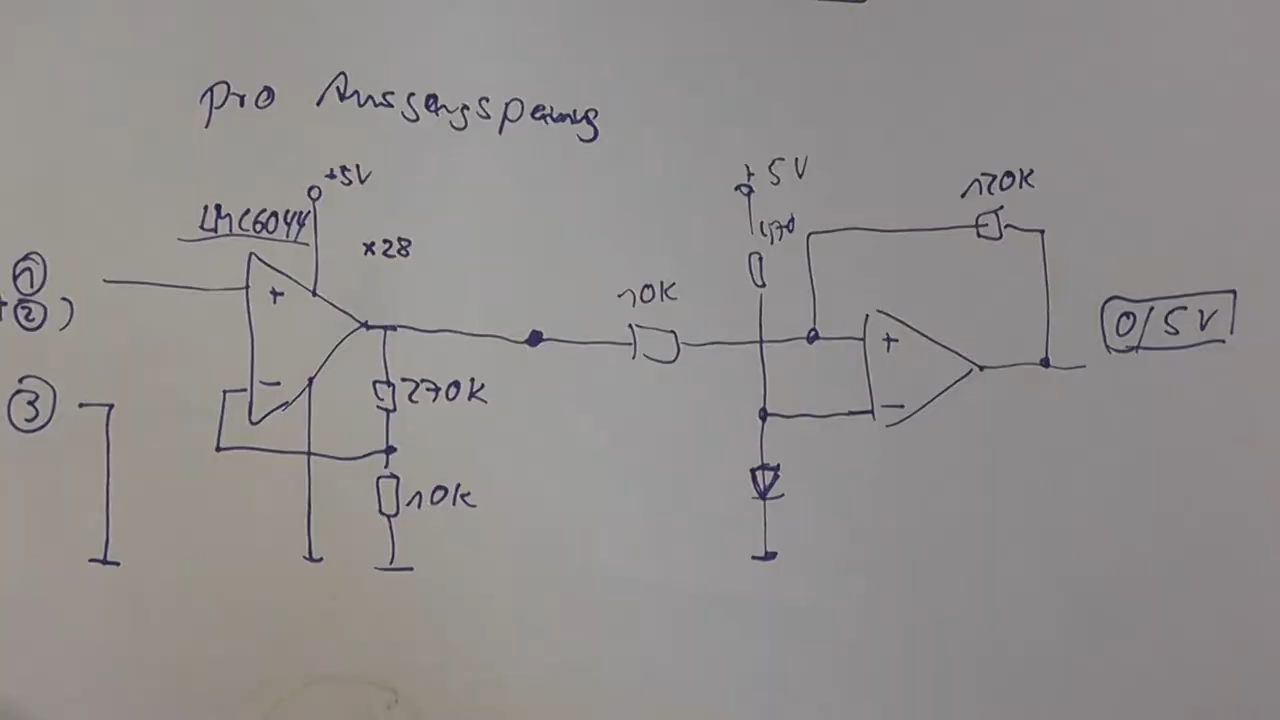 pro Ausgangspannung
+5V
LMC6044
x28
+ 5V
120K
①
+
②)
10K
+
0/5V
-
270K
③
-
10K